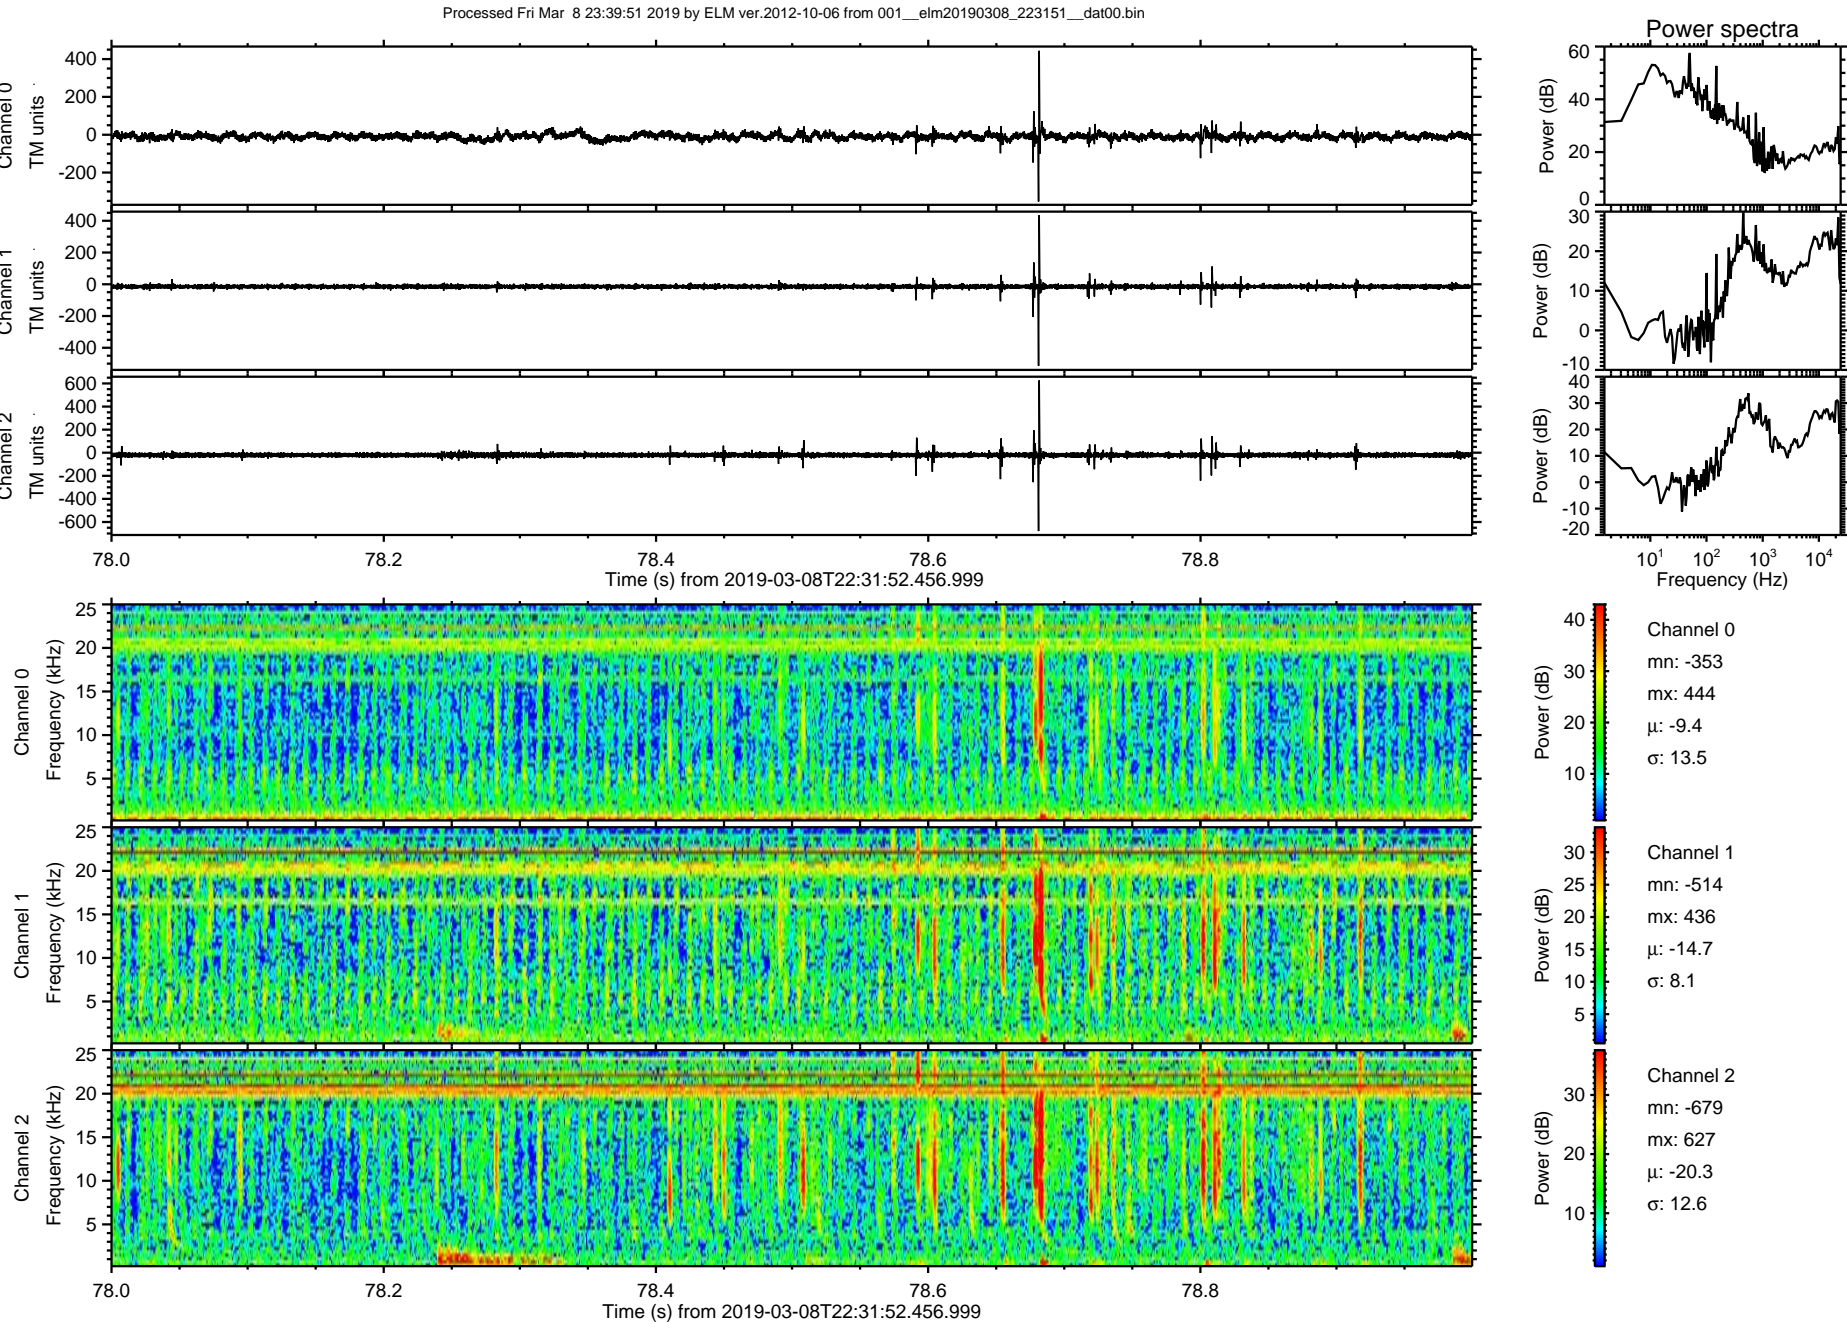 Processed Fri Mar  8 23:39:51 2019 by ELM ver.2012-10-06 from 001__elm20190308_223151__dat00.bin
Power spectra
Channel 0
TM units
400
200
0
-200
Power (dB)
60
40
20
0
Channel 1
TM units
400
200
0
-200
-400
Power (dB)
30
20
10
0
-10
Channel 2
TM units
600
400
200
0
-200
-400
-600
Power (dB)
40
30
20
10
0
-10
-20
78.0 78.2 78.4 78.6 78.8
Time (s) from 2019-03-08T22:31:52.456.999
10^1 10^2 10^3 10^4
Frequency (Hz)
Channel 0
Frequency (kHz)
25
20
15
10
5
Power (dB)
40
30
20
10
Channel 0
mn: -353
mx: 444
μ: -9.4
σ: 13.5
Channel 1
Frequency (kHz)
25
20
15
10
5
Power (dB)
30
25
20
15
10
5
Channel 1
mn: -514
mx: 436
μ: -14.7
σ: 8.1
Channel 2
Frequency (kHz)
25
20
15
10
5
Power (dB)
30
20
10
Channel 2
mn: -679
mx: 627
μ: -20.3
σ: 12.6
78.0 78.2 78.4 78.6 78.8
Time (s) from 2019-03-08T22:31:52.456.999